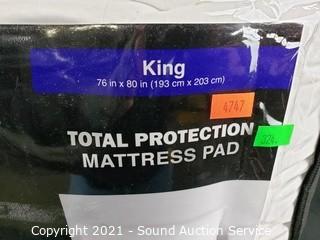 King
76 in x 80 in (193 cm x 203 cm)
4747
TOTAL PROTECTION
MATTRESS PAD
Copyright 2021 - Sound Auction Service